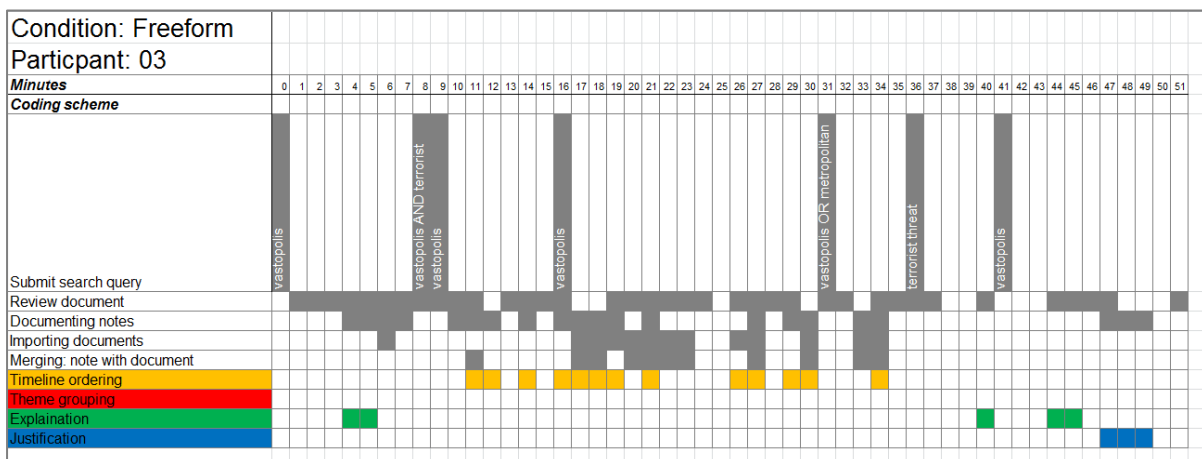 Condition: Freeform
Particpant: 03
Minutes 0 1 2 3 4 5 6 7 8 9 10 11 12 13 14 15 16 17 18 19 20 21 22 23 24 25 26 27 28 29 30 31 32 33 34 35 36 37 38 39 40 41 42 43 44 45 46 47 48 49 50 51
Coding scheme
vastopolis
vastopolis AND terrorist
vastopolis
vastopolis
vastopolis OR metropolitan
terrorist threat
vastopolis
Submit search query
Review document
Documenting notes
Importing documents
Merging: note with document
Timeline ordering
Theme grouping
Explaination
Justification